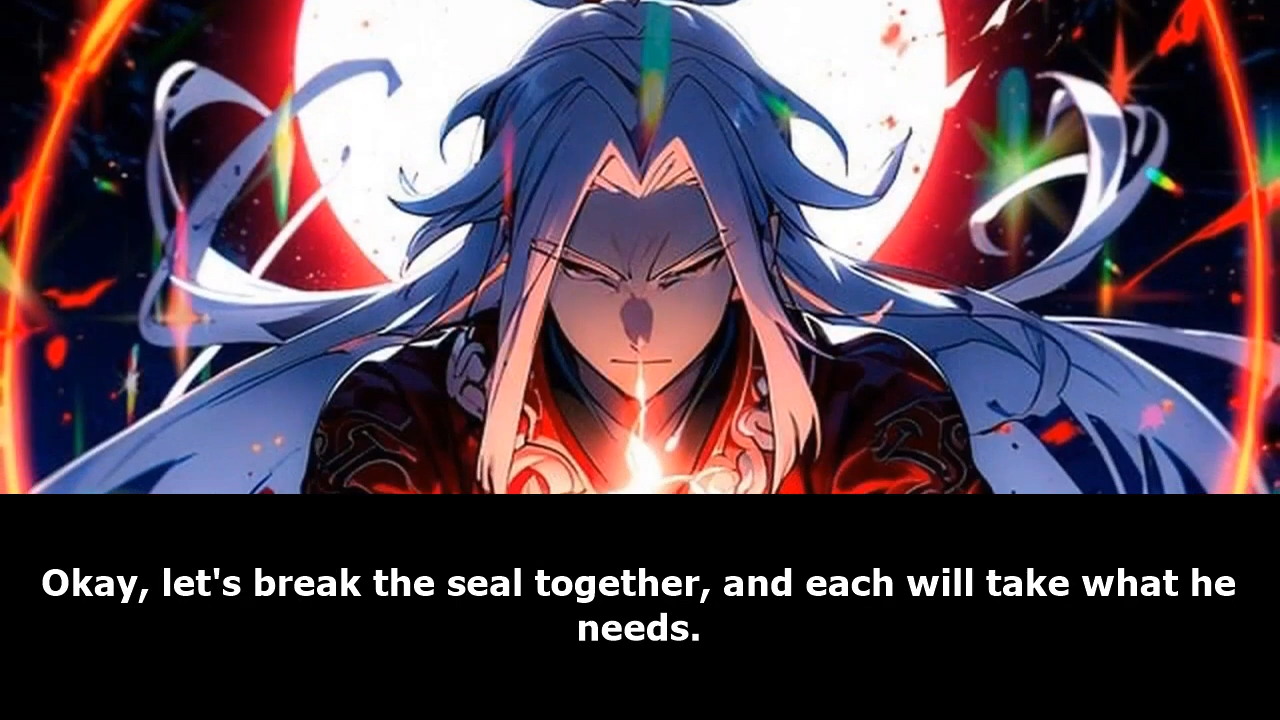 Okay, let's break the seal together, and each will take what he
needs.